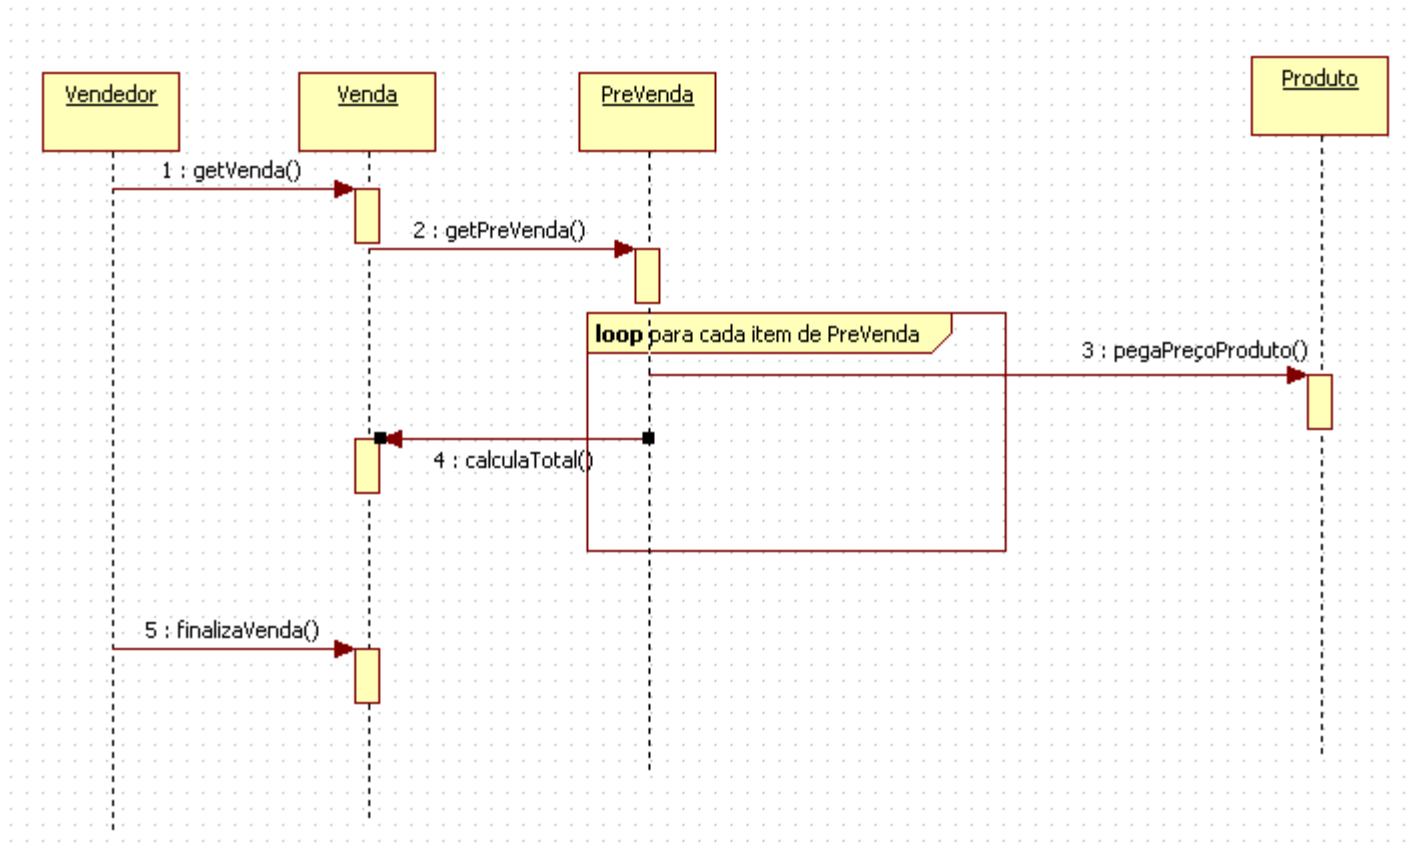 Vendedor
Venda
PreVenda
Produto
1 : getVenda()
2 : getPreVenda()
loop para cada item de PreVenda
3 : pegaPreçoProduto()
4 : calculaTotal()
5 : finalizaVenda()